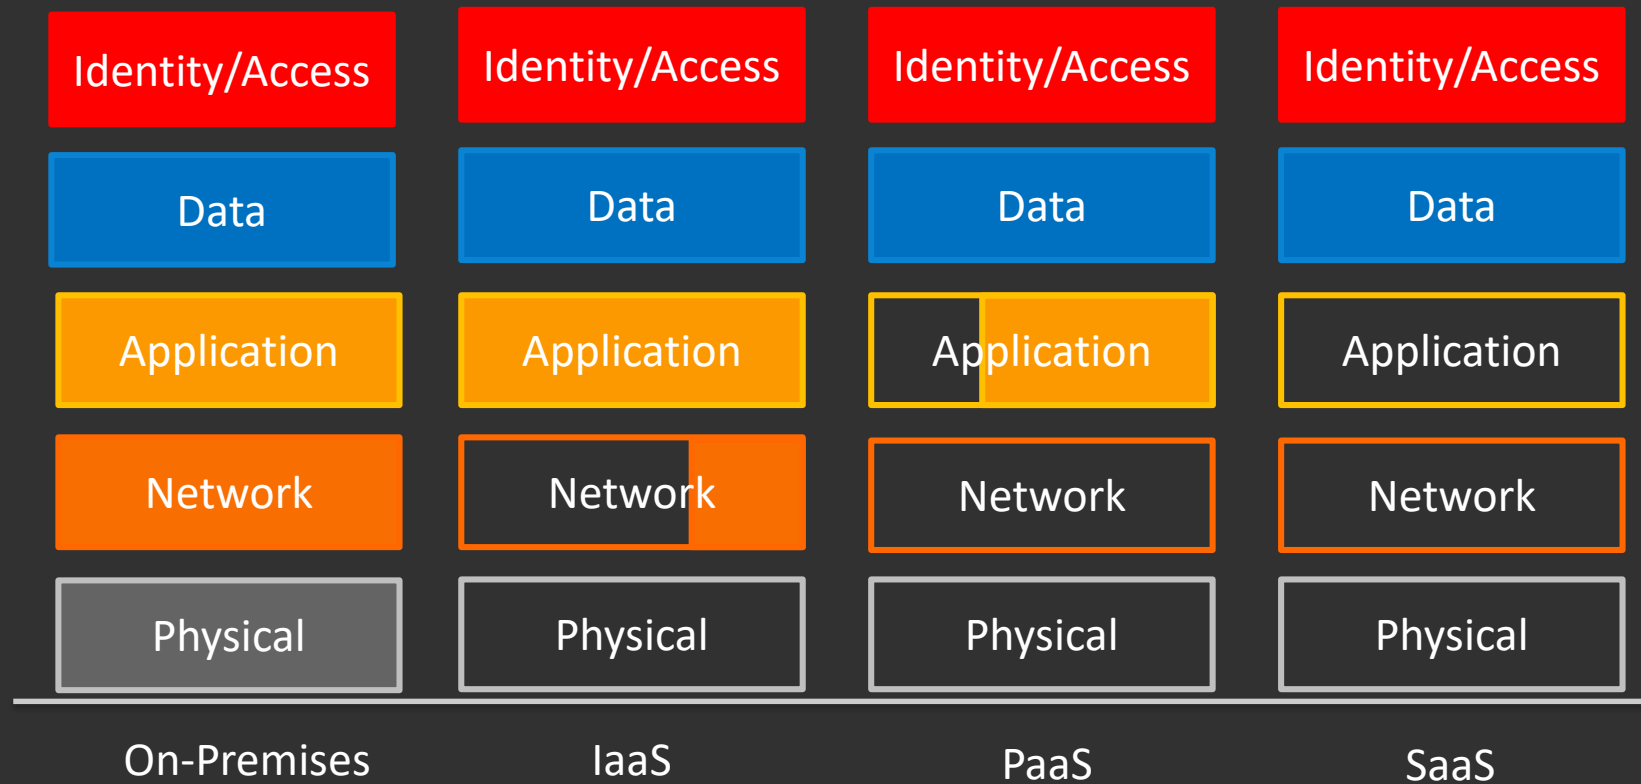 Identity/Access
Identity/Access
Identity/Access
Identity/Access
Data
Data
Data
Data
Application
Application
Application
Application
Network
Network
Network
Network
Physical
Physical
Physical
Physical
On-Premises
IaaS
PaaS
SaaS